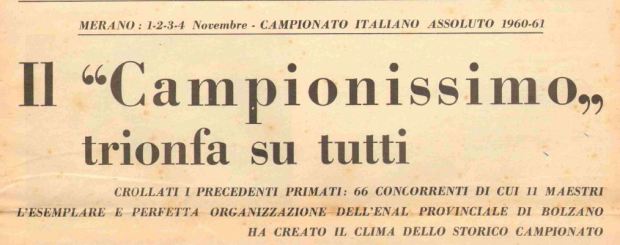 MERANO: 1-2-3-4 Novembre - CAMPIONATO ITALIANO ASSOLUTO 1960-61
Il “Campionissimo„
trionfa su tutti
CROLLATI I PRECEDENTI PRIMATI: 66 CONCORRENTI DI CUI 11 MAESTRI
L'ESEMPLARE E PERFETTA ORGANIZZAZIONE DELL'ENAL PROVINCIALE DI BOLZANO
HA CREATO IL CLIMA DELLO STORICO CAMPIONATO